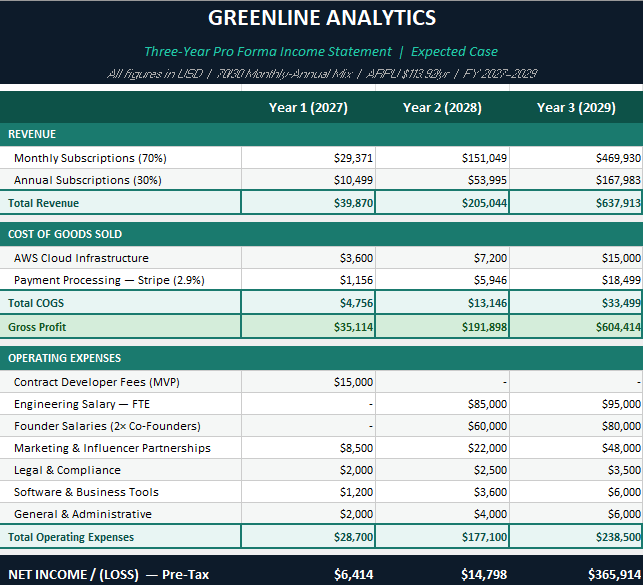 GREENLINE ANALYTICS
Three-Year Pro Forma Income Statement | Expected Case
All figures in USD | 70/30 Monthly-Annual Mix | ARPU $113.92/yr | FY 2027–2029
Year 1 (2027) Year 2 (2028) Year 3 (2029)
REVENUE
Monthly Subscriptions (70%) $29,371 $151,049 $469,930
Annual Subscriptions (30%) $10,499 $53,995 $167,983
Total Revenue $39,870 $205,044 $637,913
COST OF GOODS SOLD
AWS Cloud Infrastructure $3,600 $7,200 $15,000
Payment Processing — Stripe (2.9%) $1,156 $5,946 $18,499
Total COGS $4,756 $13,146 $33,499
Gross Profit $35,114 $191,898 $604,414
OPERATING EXPENSES
Contract Developer Fees (MVP) $15,000 - -
Engineering Salary — FTE - $85,000 $95,000
Founder Salaries (2× Co-Founders) - $60,000 $80,000
Marketing & Influencer Partnerships $8,500 $22,000 $48,000
Legal & Compliance $2,000 $2,500 $3,500
Software & Business Tools $1,200 $3,600 $6,000
General & Administrative $2,000 $4,000 $6,000
Total Operating Expenses $28,700 $177,100 $238,500
NET INCOME / (LOSS) — Pre-Tax $6,414 $14,798 $365,914